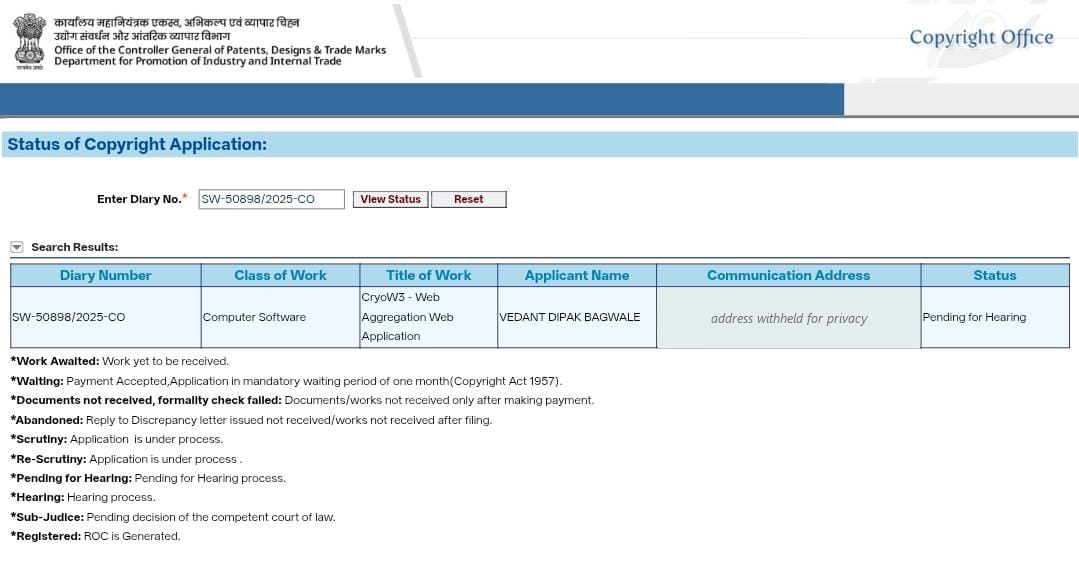 कार्यालय महानियंत्रक एकस्व, अभिकल्प एवं व्यापार चिह्न
उद्योग संवर्धन और आंतरिक व्यापार विभाग
Office of the Controller General of Patents, Designs & Trade Marks
Department for Promotion of Industry and Internal Trade
सत्यमेव जयते
Copyright Office
Status of Copyright Application:
Enter Diary No.* SW-50898/2025-CO View Status Reset
Search Results:
Diary Number Class of Work Title of Work Applicant Name Communication Address Status
SW-50898/2025-CO Computer Software CryoW3 - Web
Aggregation Web
Application VEDANT DIPAK BAGWALE address withheld for privacy Pending for Hearing
*Work Awaited: Work yet to be received.
*Waiting: Payment Accepted,Application in mandatory waiting period of one month(Copyright Act 1957).
*Documents not received, formality check failed: Documents/works not received only after making payment.
*Abandoned: Reply to Discrepancy letter issued not received/works not received after filing.
*Scrutiny: Application is under process.
*Re-Scrutiny: Application is under process .
*Pending for Hearing: Pending for Hearing process.
*Hearing: Hearing process.
*Sub-Judice: Pending decision of the competent court of law.
*Registered: ROC is Generated.